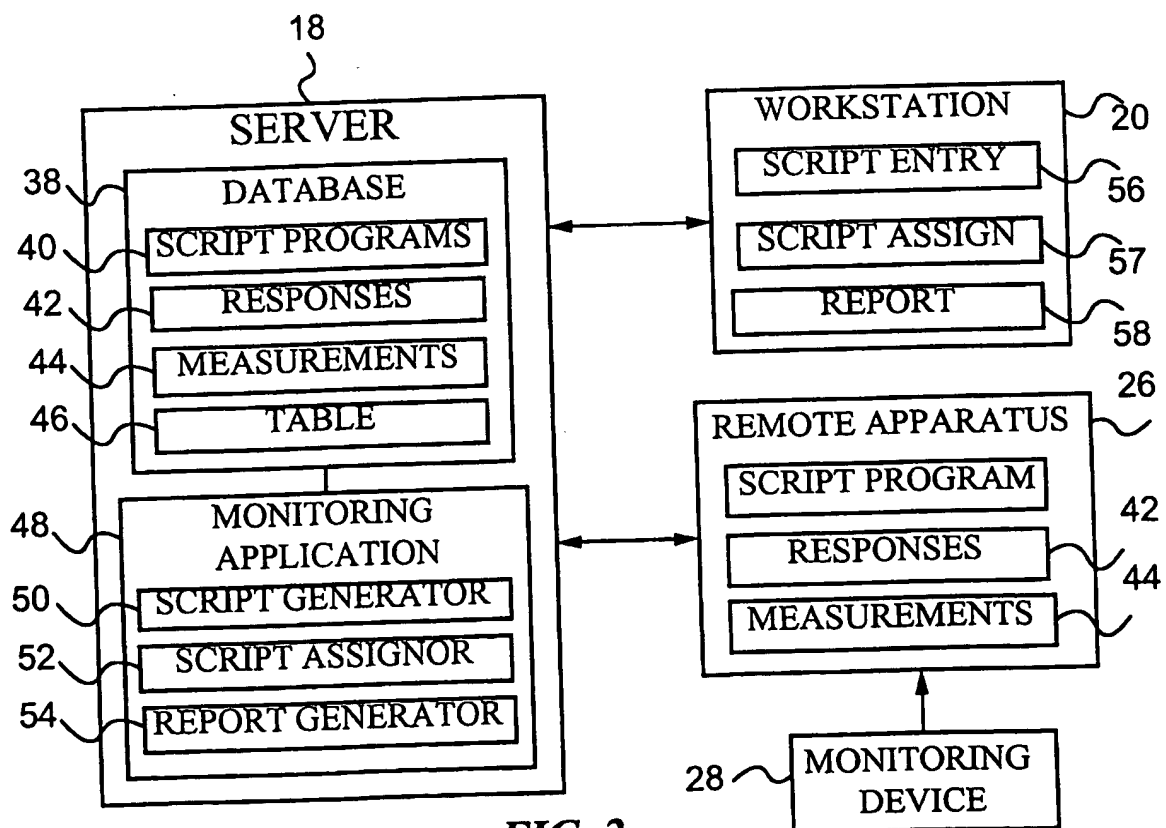 18
SERVER
38
DATABASE
40
SCRIPT PROGRAMS
42
RESPONSES
44
MEASUREMENTS
46
TABLE
48
MONITORING
APPLICATION
50
SCRIPT GENERATOR
52
SCRIPT ASSIGNOR
54
REPORT GENERATOR
WORKSTATION
20
SCRIPT ENTRY
56
SCRIPT ASSIGN
57
REPORT
58
26
REMOTE APPARATUS
SCRIPT PROGRAM
42
RESPONSES
44
MEASUREMENTS
28
MONITORING
DEVICE